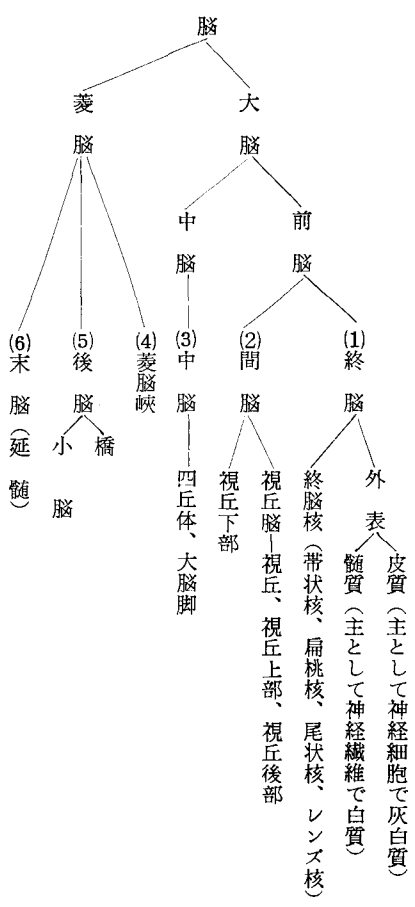 脳
大脳
菱脳
前脳
中脳
(1)終脳
(2)間脳
(3)中脳
(4)菱脳峡
(5)後脳
(6)末脳(延髄)
外表
皮質(主として神経細胞で灰白質)
髄質(主として神経繊維で白質)
終脳核(帯状核、扁桃核、尾状核、レンズ核)
視丘脳
視丘、視丘上部、視丘後部
視丘下部
四丘体、大脳脚
橋
小脳